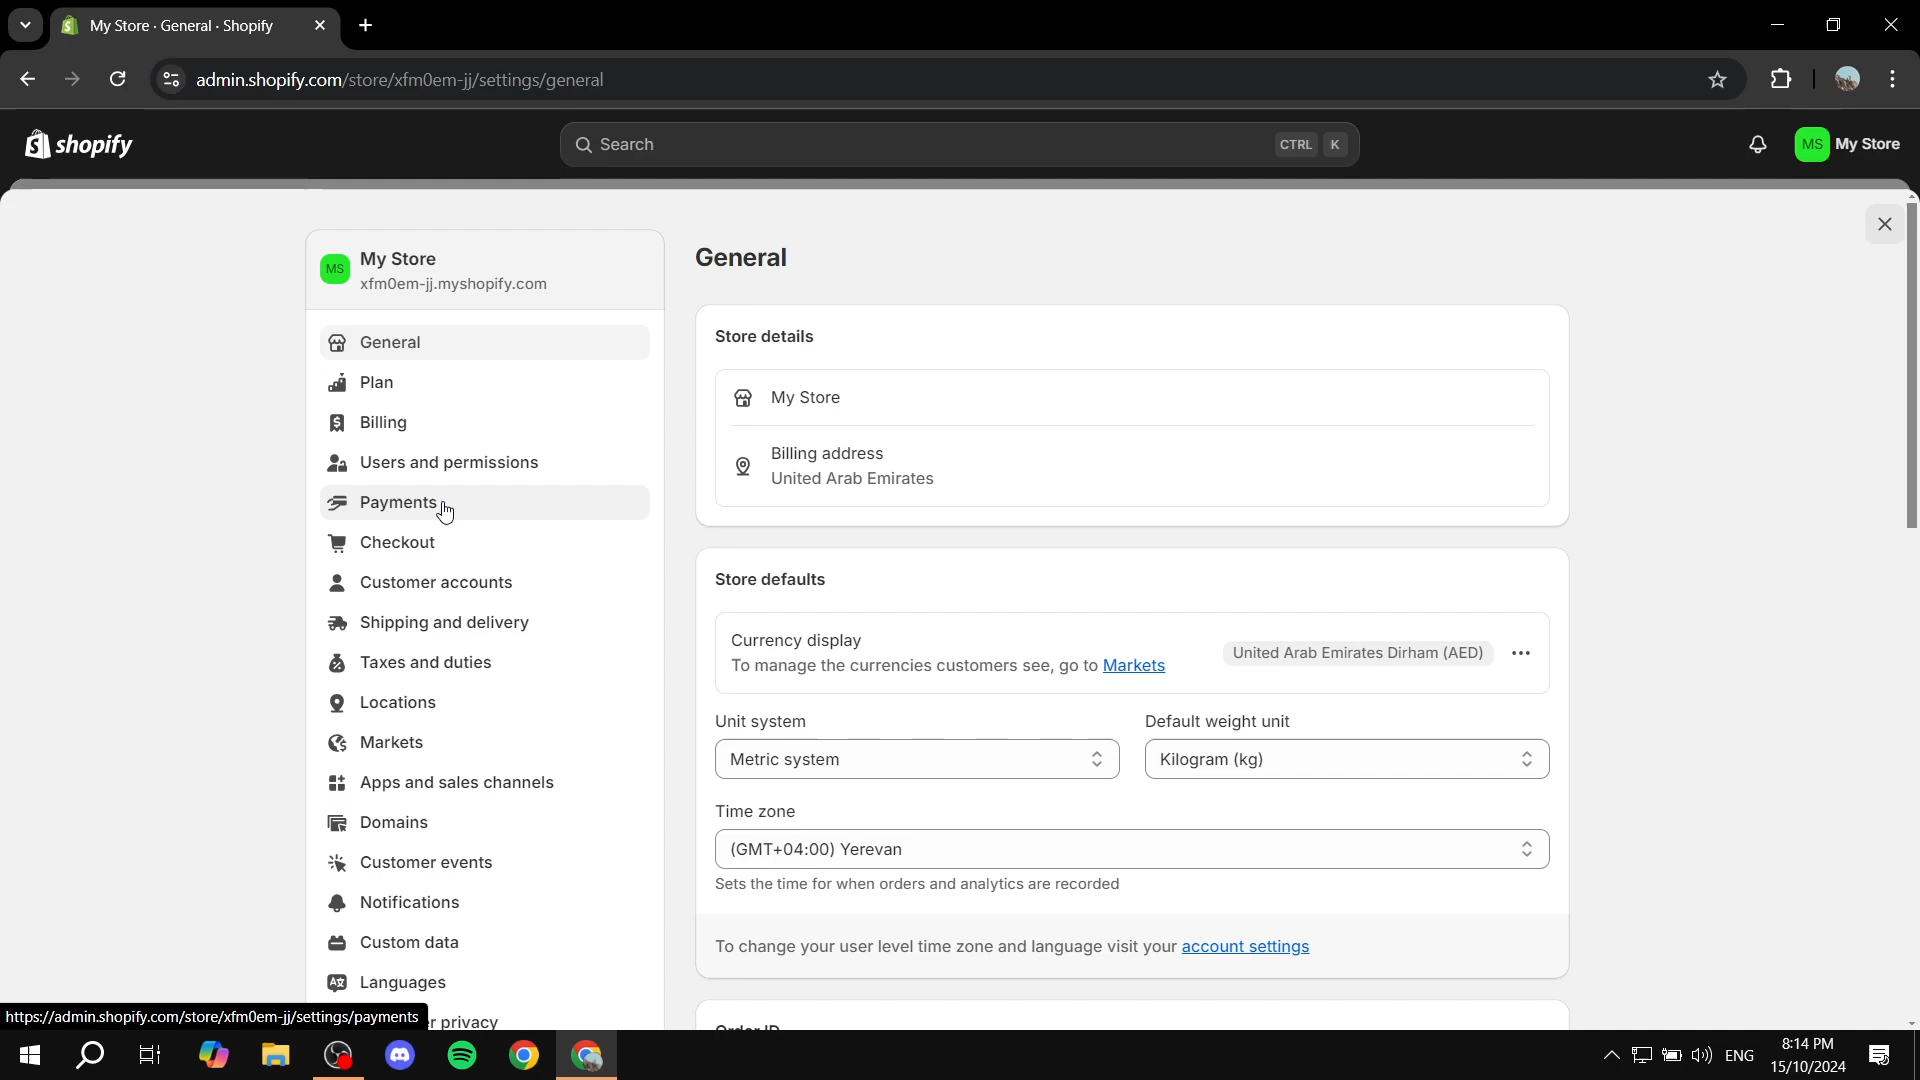 My Store · General · Shopify
admin.shopify.com/store/xfm0em-jj/settings/general
shopify
Search
CTRL K
MS My Store
MS
My Store
xfm0em-jj.myshopify.com
General
Plan
Billing
Users and permissions
Payments
Checkout
Customer accounts
Shipping and delivery
Taxes and duties
Locations
Markets
Apps and sales channels
Domains
Customer events
Notifications
Custom data
Languages
r privacy
General
Store details
My Store
Billing address
United Arab Emirates
Store defaults
Currency display
To manage the currencies customers see, go to Markets
United Arab Emirates Dirham (AED)
Unit system
Default weight unit
Metric system
Kilogram (kg)
Time zone
(GMT+04:00) Yerevan
Sets the time for when orders and analytics are recorded
To change your user level time zone and language visit your account settings
Order ID
https://admin.shopify.com/store/xfm0em-jj/settings/payments
ENG
8:14 PM
15/10/2024